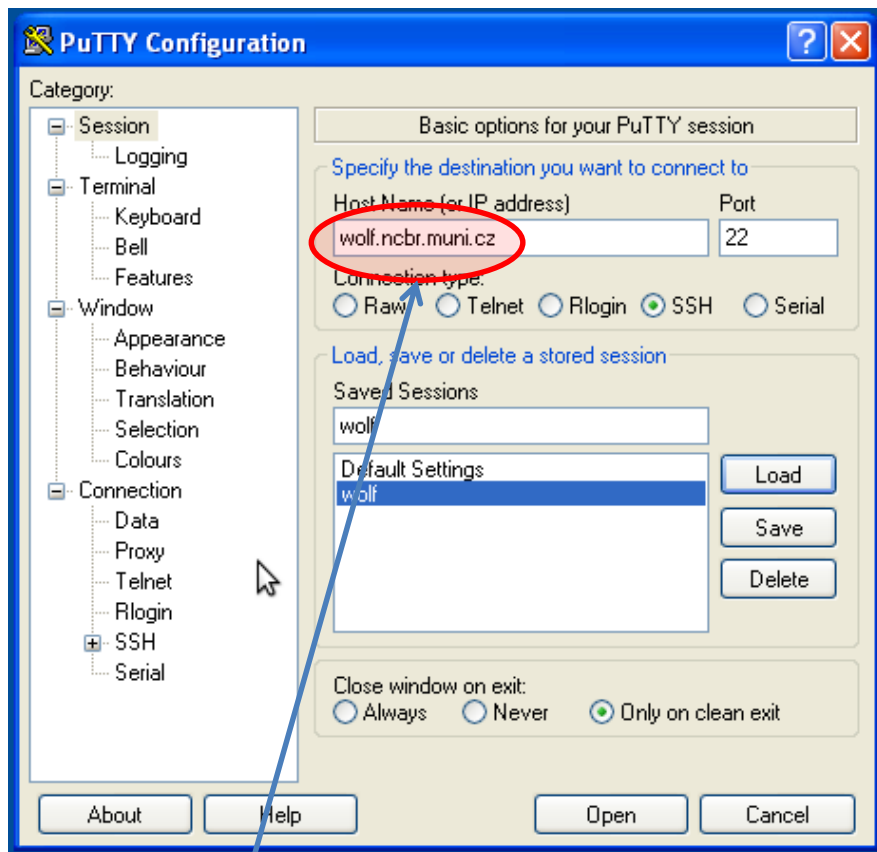 PuTTY Configuration
Category:
Session
Logging
Terminal
Keyboard
Bell
Features
Window
Appearance
Behaviour
Translation
Selection
Colours
Connection
Data
Proxy
Telnet
Rlogin
SSH
Serial
Basic options for your PuTTY session
Specify the destination you want to connect to
Host Name (or IP address) Port
wolf.ncbr.muni.cz 22
Connection type:
Raw Telnet Rlogin SSH Serial
Load, save or delete a stored session
Saved Sessions
wolf
Default Settings
wolf
Load
Save
Delete
Close window on exit:
Always Never Only on clean exit
About Help Open Cancel